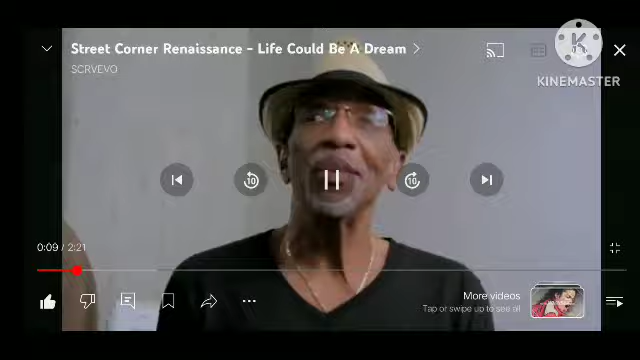 Street Corner Renaissance – Life Could Be A Dream
SCRVEVO
KINEMASTER
10
10
0:09 / 2:21
More videos
Tap or swipe up to see all